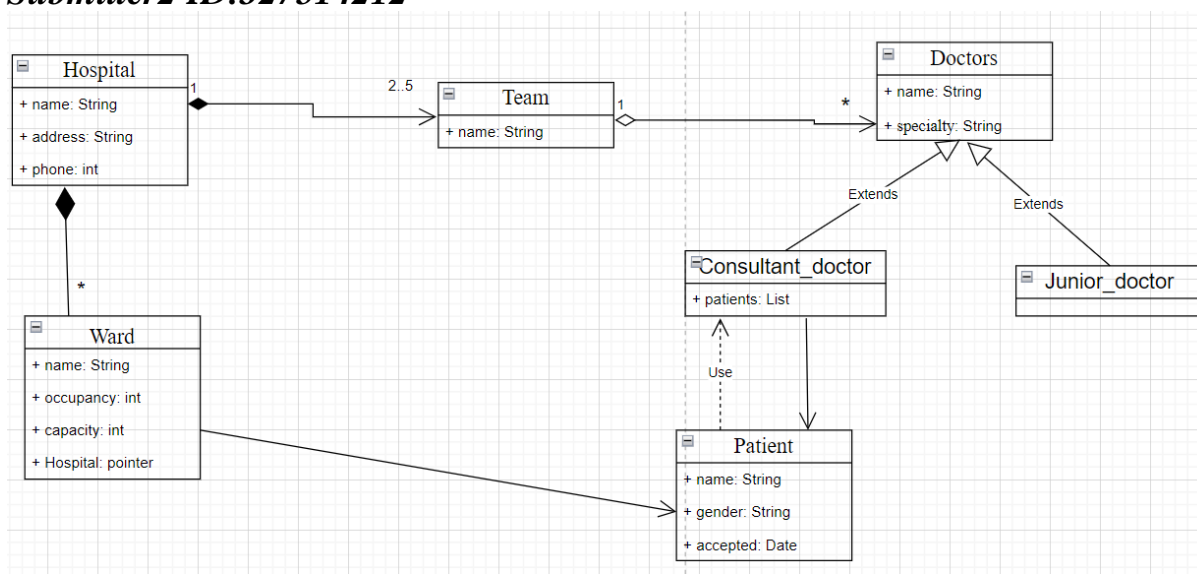 Hospital
+ name: String
+ address: String
+ phone: int
1
2..5
Team
+ name: String
1
*
Doctors
+ name: String
+ specialty: String
Extends
Extends
Consultant_doctor
+ patients: List
Junior_doctor
*
Ward
+ name: String
+ occupancy: int
+ capacity: int
+ Hospital: pointer
Use
Patient
+ name: String
+ gender: String
+ accepted: Date